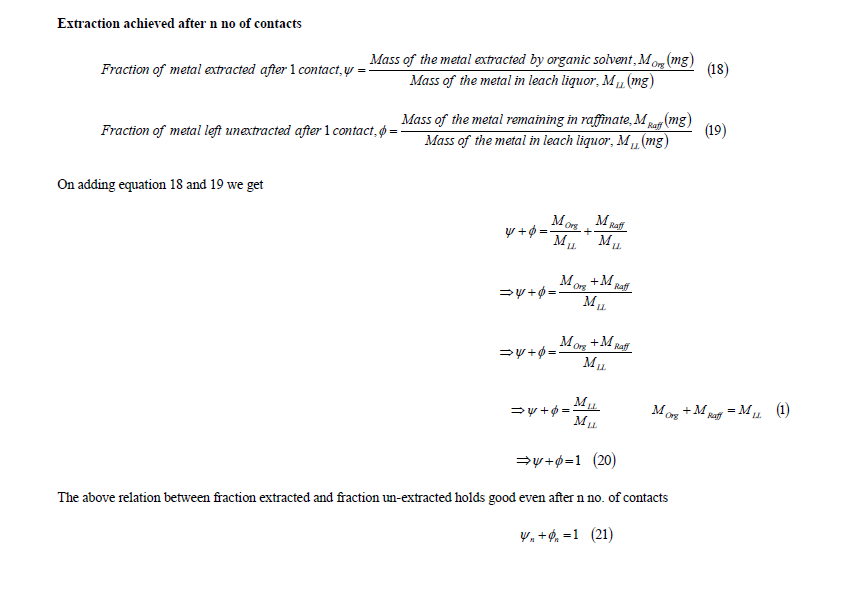 Extraction achieved after n no of contacts
Fraction of metal extracted after 1 contact, ψ = Mass of the metal extracted by organic solvent, M_Org (mg) / Mass of the metal in leach liquor, M_LL (mg) (18)
Fraction of metal left unextracted after 1 contact, ϕ = Mass of the metal remaining in raffinate, M_Raff (mg) / Mass of the metal in leach liquor, M_LL (mg) (19)
On adding equation 18 and 19 we get
ψ + ϕ = M_Org / M_LL + M_Raff / M_LL
⇒ ψ + ϕ = (M_Org + M_Raff) / M_LL
⇒ ψ + ϕ = (M_Org + M_Raff) / M_LL
⇒ ψ + ϕ = M_LL / M_LL M_Org + M_Raff = M_LL (1)
⇒ ψ + ϕ = 1 (20)
The above relation between fraction extracted and fraction un-extracted holds good even after n no. of contacts
ψ_n + ϕ_n = 1 (21)